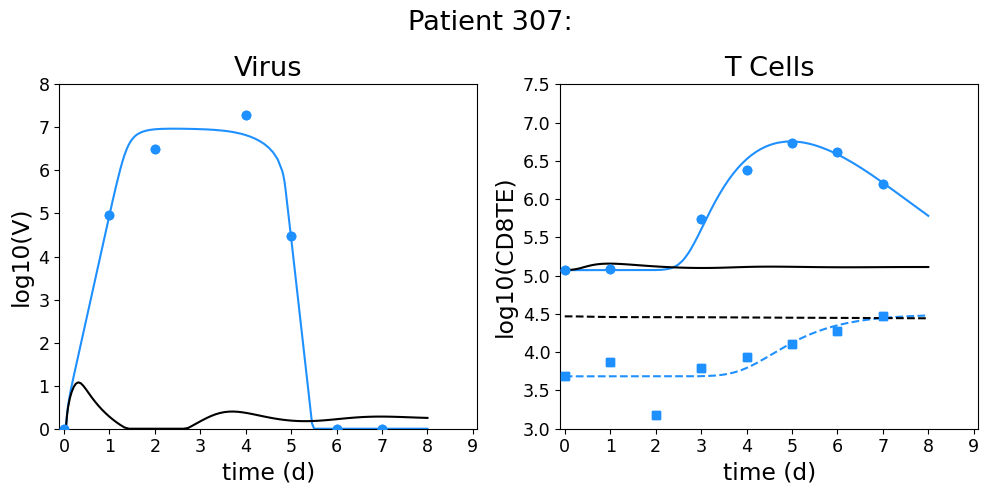 Patient 307:
Virus
T Cells
log10(V)
8
7
6
5
4
3
2
1
0
0 1 2 3 4 5 6 7 8 9
time (d)
log10(CD8TE)
7.5
7.0
6.5
6.0
5.5
5.0
4.5
4.0
3.5
3.0
0 1 2 3 4 5 6 7 8 9
time (d)